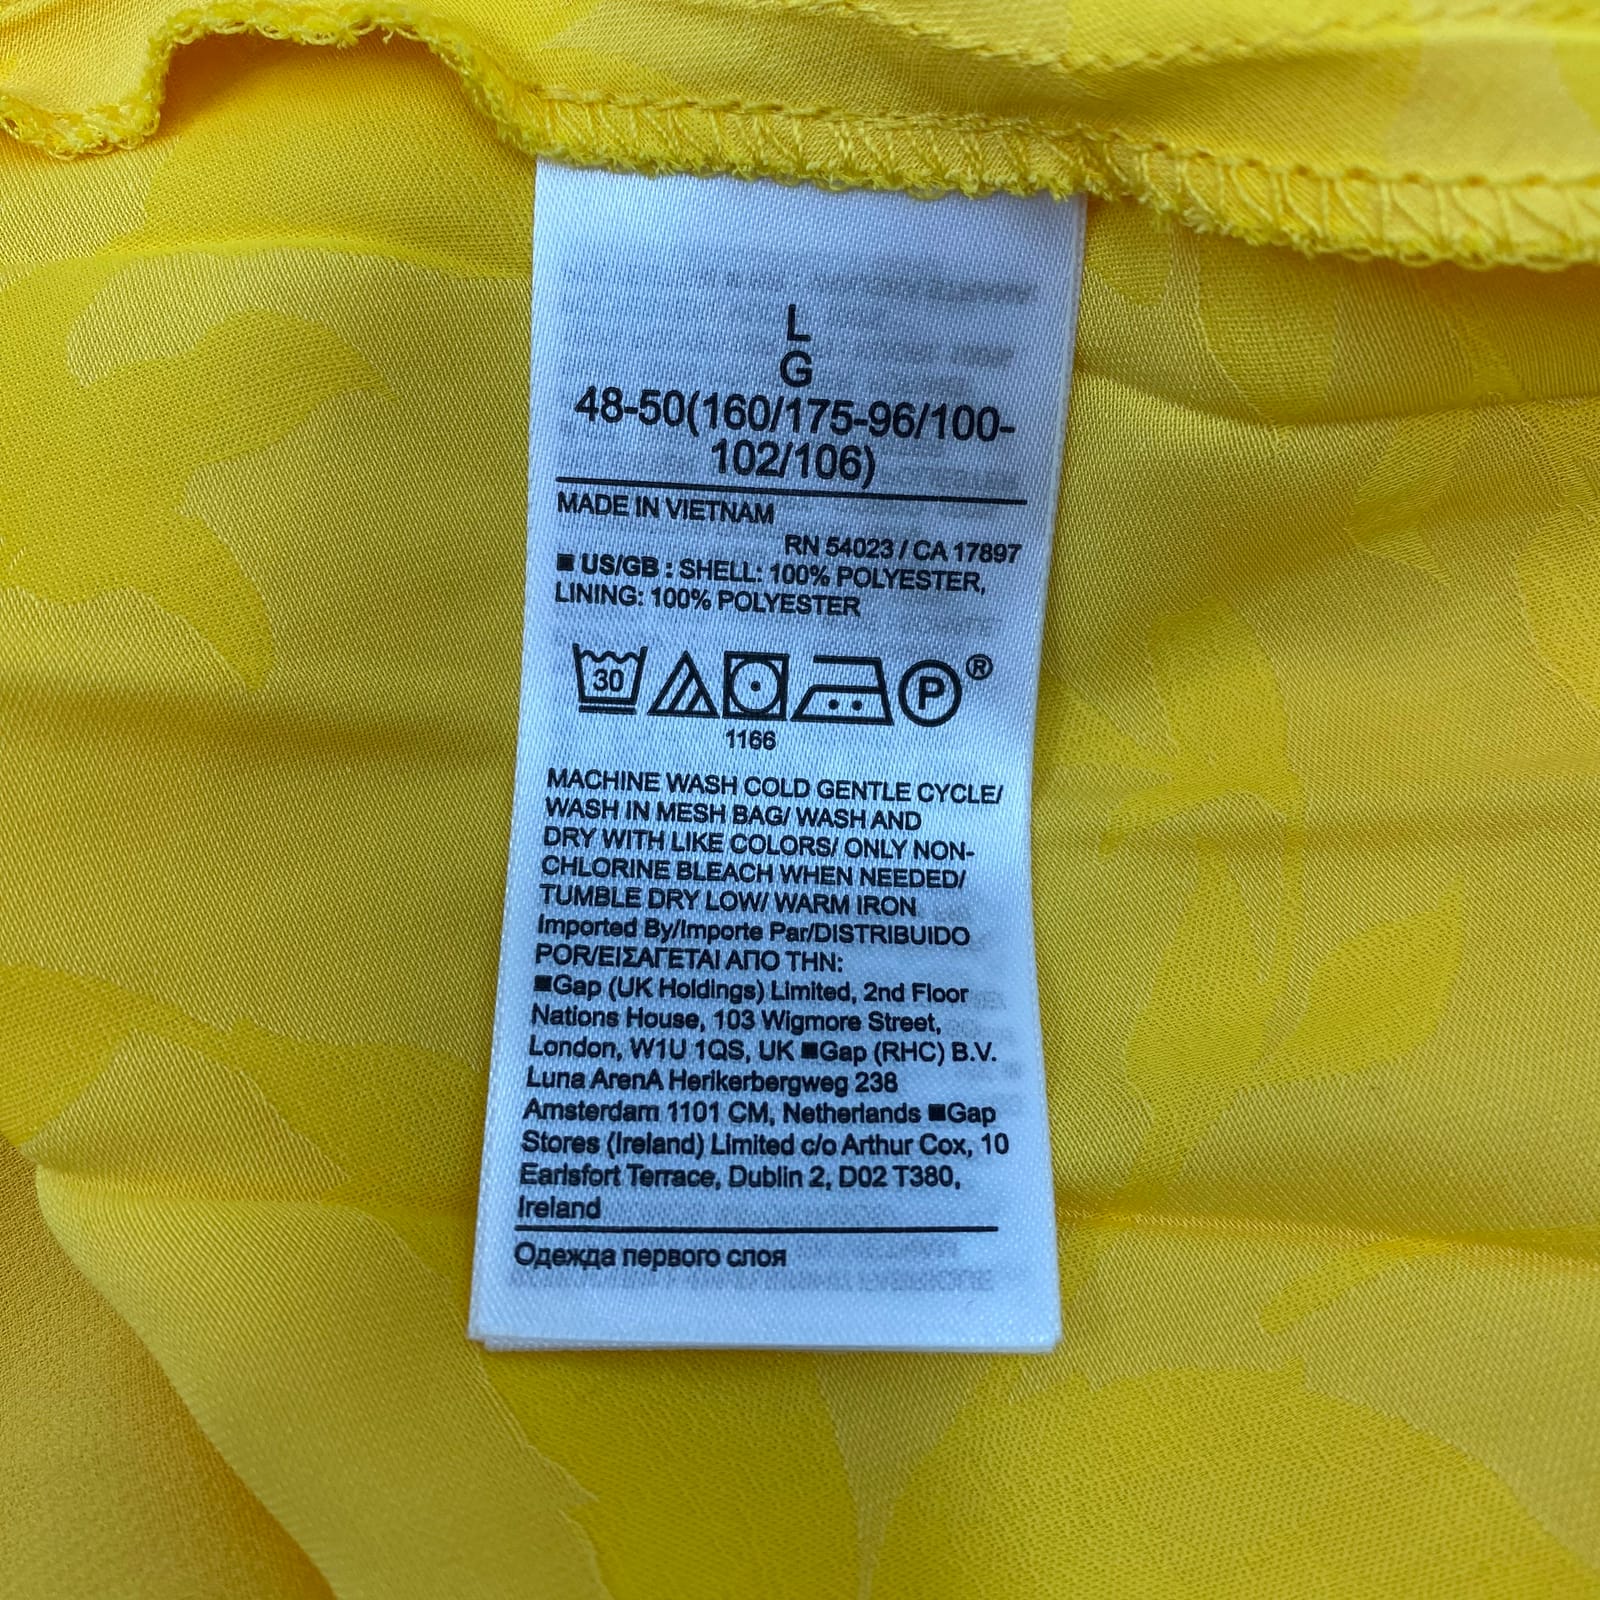 L
G
48-50(160/175-96/100-
102/106)
MADE IN VIETNAM
RN 54023 / CA 17897
■ US/GB : SHELL: 100% POLYESTER,
LINING: 100% POLYESTER
30 P ®
1166
MACHINE WASH COLD GENTLE CYCLE/
WASH IN MESH BAG/ WASH AND
DRY WITH LIKE COLORS/ ONLY NON-
CHLORINE BLEACH WHEN NEEDED/
TUMBLE DRY LOW/ WARM IRON
Imported By/Importe Par/DISTRIBUIDO
POR/ΕΙΣΑΓΕΤΑΙ ΑΠΟ ΤΗΝ:
■Gap (UK Holdings) Limited, 2nd Floor
Nations House, 103 Wigmore Street,
London, W1U 1QS, UK ■Gap (RHC) B.V.
Luna ArenA Herikerbergweg 238
Amsterdam 1101 CM, Netherlands ■Gap
Stores (Ireland) Limited c/o Arthur Cox, 10
Earlsfort Terrace, Dublin 2, D02 T380,
Ireland
Одежда первого слоя